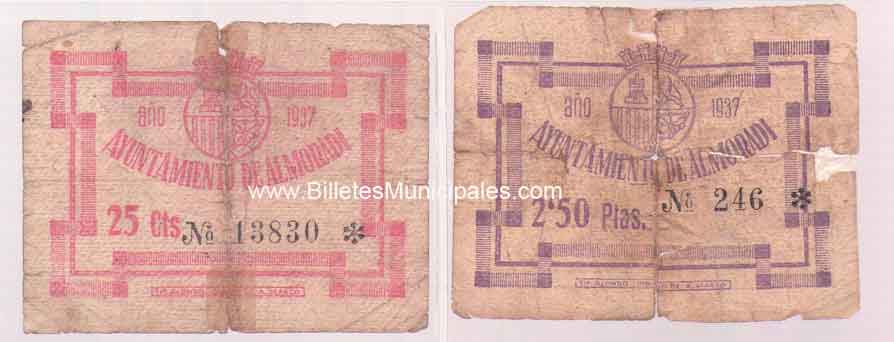 año 1937
AYUNTAMIENTO DE ALMORADI
25 Cts.
Nº 13830 *
año 1937
AYUNTAMIENTO DE ALMORADI
2'50 Ptas.
Nº 246 *
www.BilletesMunicipales.com